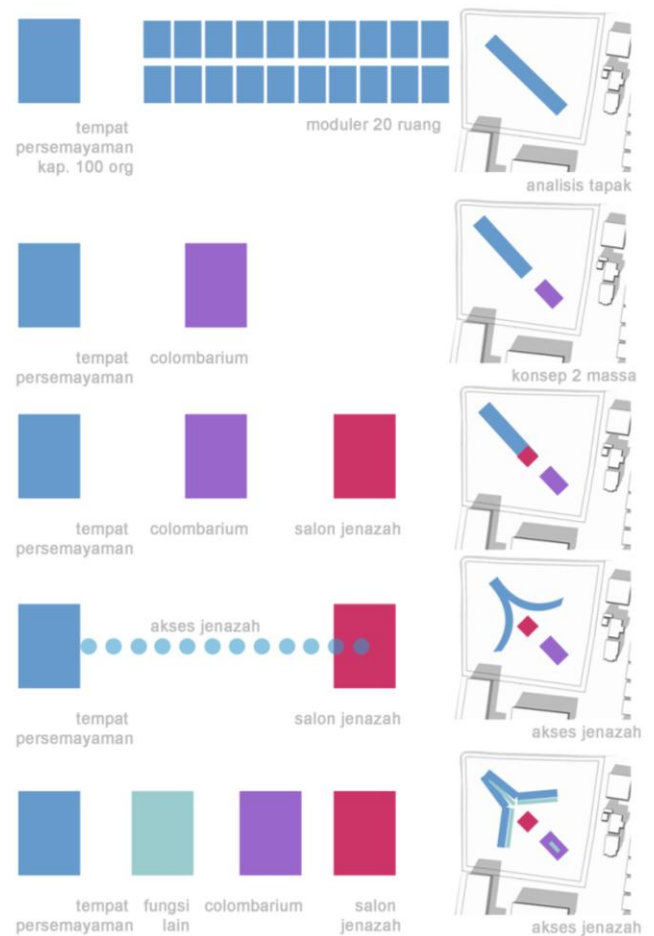 tempat
persemayaman
kap. 100 org
moduler 20 ruang
analisis tapak
tempat
persemayaman
colombarium
konsep 2 massa
tempat
persemayaman
colombarium
salon jenazah
akses jenazah
tempat
persemayaman
salon jenazah
akses jenazah
tempat
persemayaman
fungsi
lain
colombarium
salon
jenazah
akses jenazah